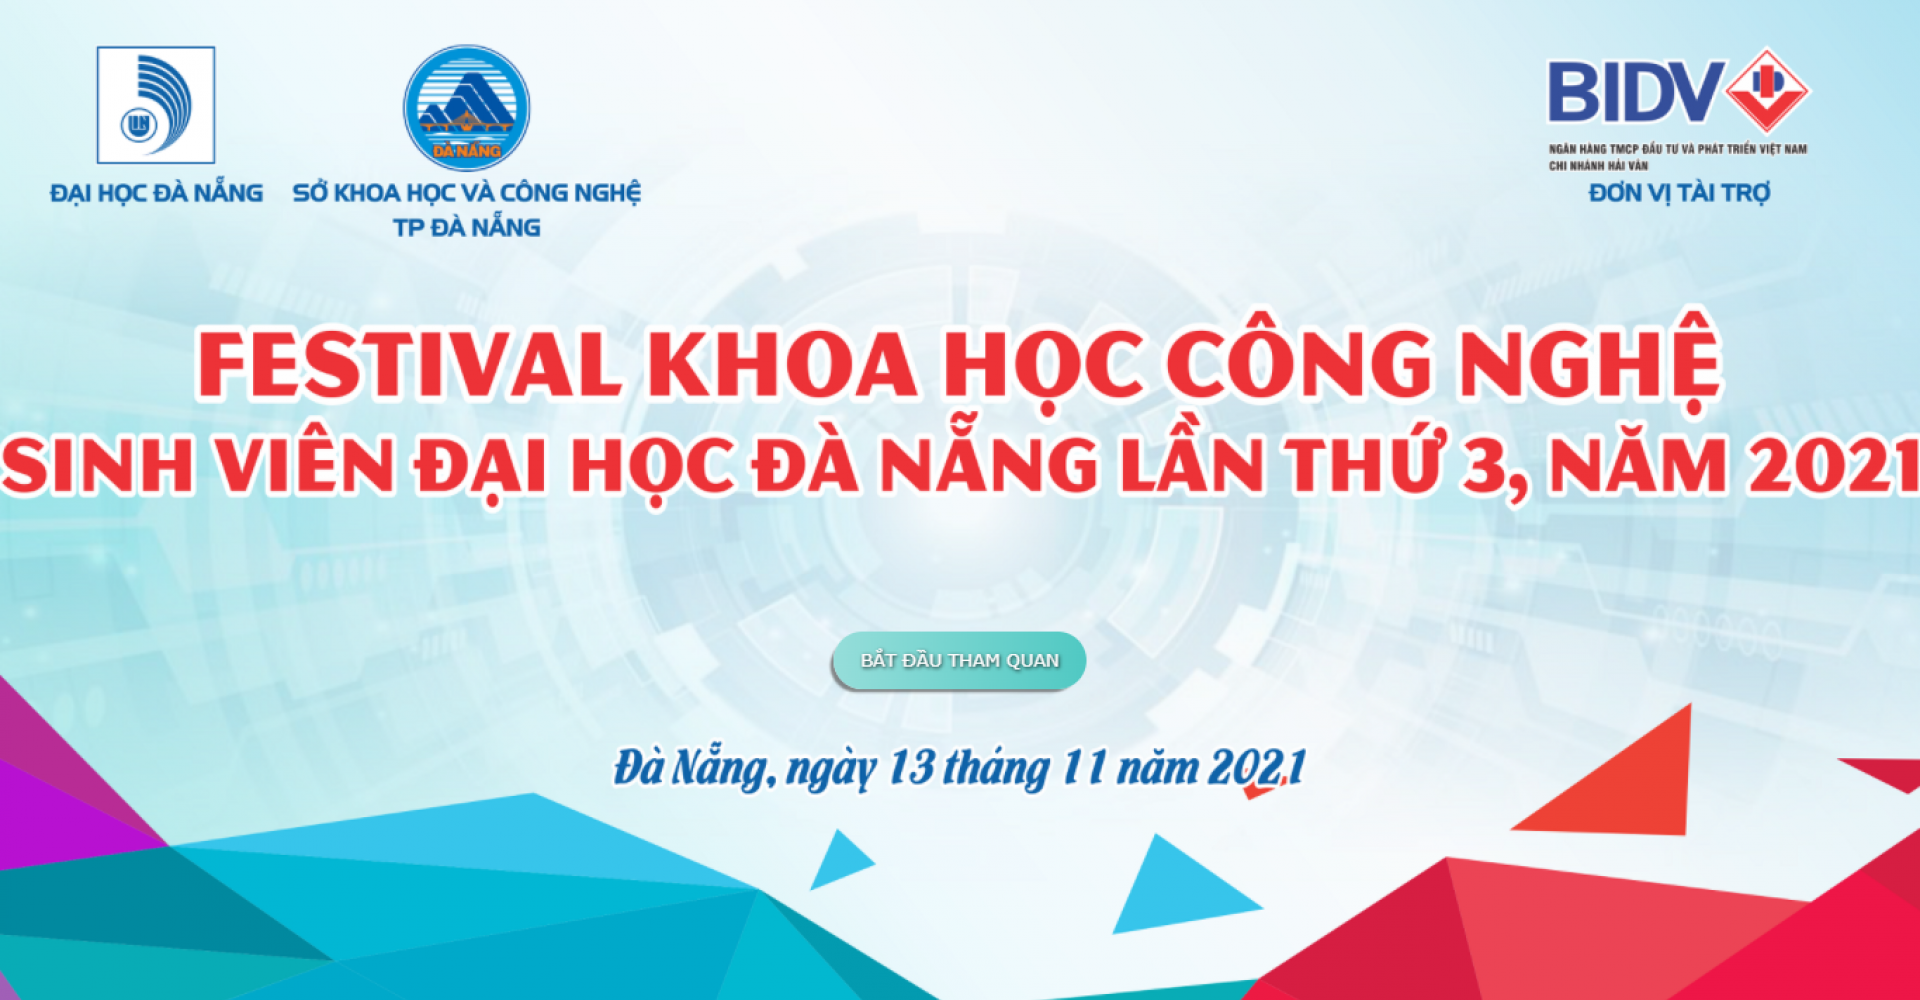 ĐÀ NẴNG
ĐẠI HỌC ĐÀ NẴNG
SỞ KHOA HỌC VÀ CÔNG NGHỆ
TP ĐÀ NẴNG
BIDV
NGÂN HÀNG TMCP ĐẦU TƯ VÀ PHÁT TRIỂN VIỆT NAM
CHI NHÁNH HẢI VÂN
ĐƠN VỊ TÀI TRỢ
FESTIVAL KHOA HỌC CÔNG NGHỆ
SINH VIÊN ĐẠI HỌC ĐÀ NẴNG LẦN THỨ 3, NĂM 2021
BẮT ĐẦU THAM QUAN
Đà Nẵng, ngày 13 tháng 11 năm 2021